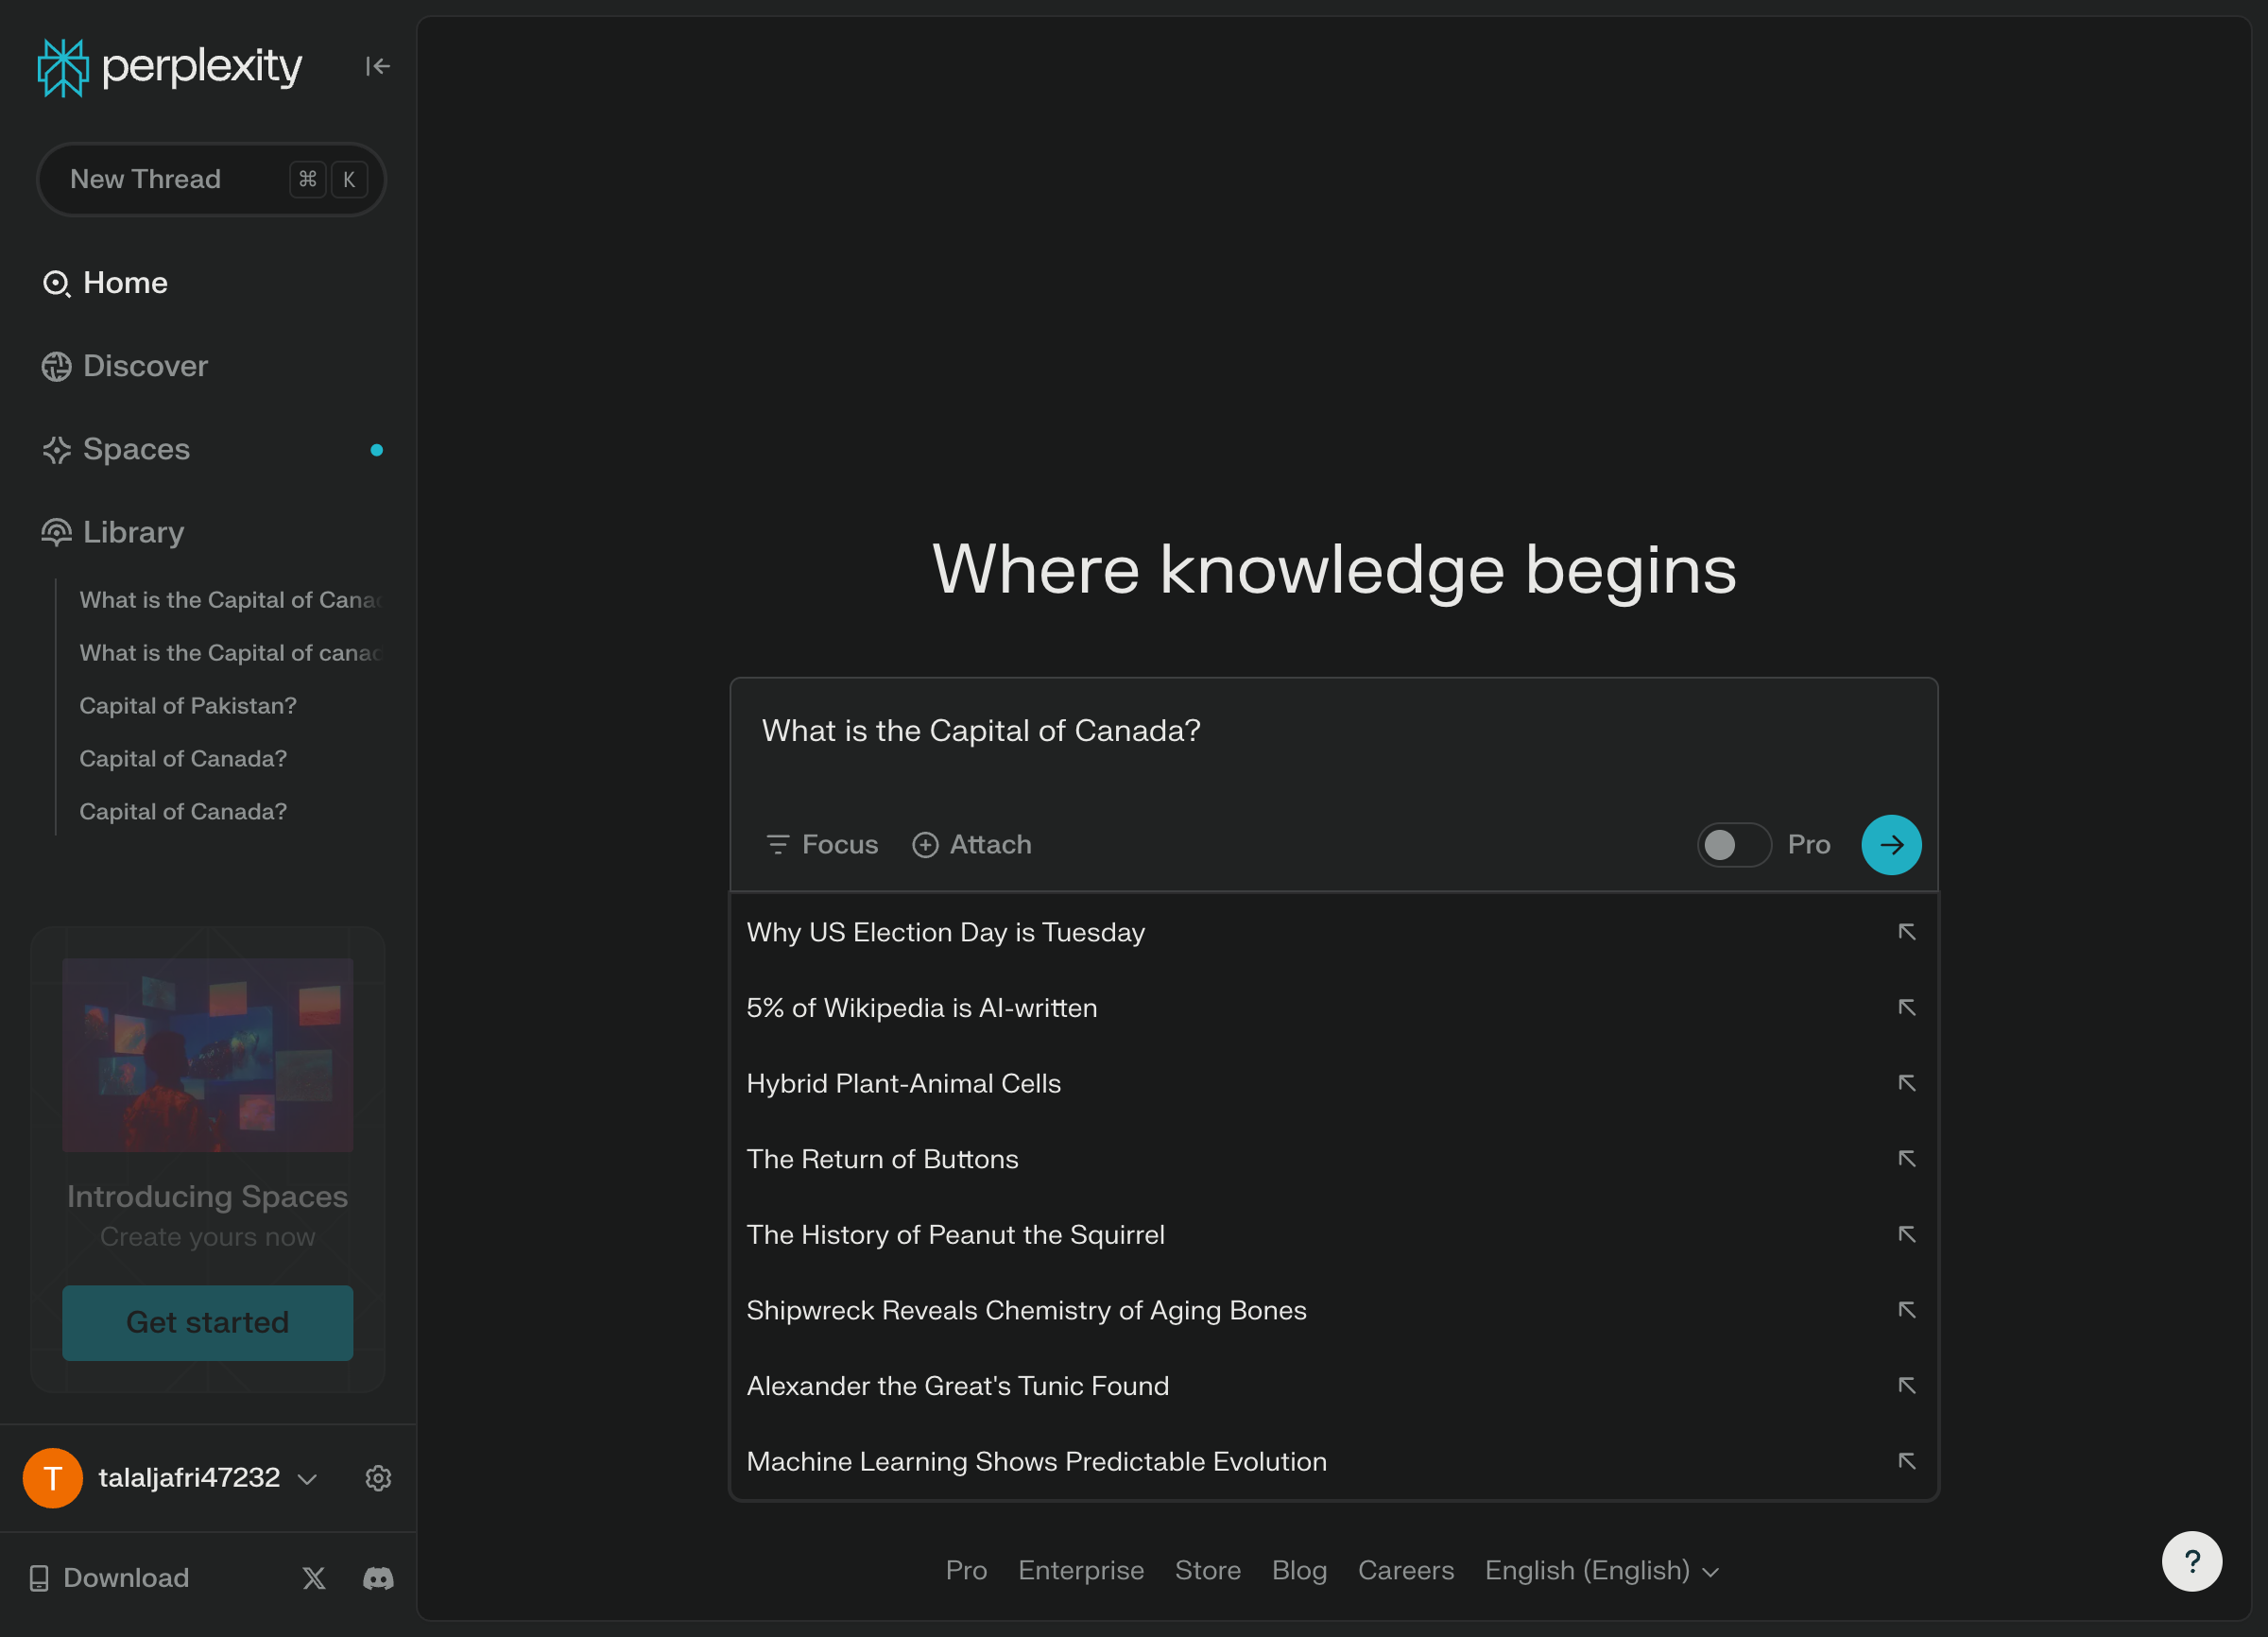 perplexity
New Thread ⌘ K
Home
Discover
Spaces
Library
What is the Capital of
What is the Capital of
Capital of Pakistan?
Capital of Canada?
Capital of Canada?
Introducing Spaces
Create yours now
Get started
T talaljafri47232
Download
Where knowledge begins
What is the Capital of Canada?
Focus Attach Pro
Why US Election Day is Tuesday
5% of Wikipedia is AI-written
Hybrid Plant-Animal Cells
The Return of Buttons
The History of Peanut the Squirrel
Shipwreck Reveals Chemistry of Aging Bones
Alexander the Great's Tunic Found
Machine Learning Shows Predictable Evolution
Pro Enterprise Store Blog Careers English (English)
?